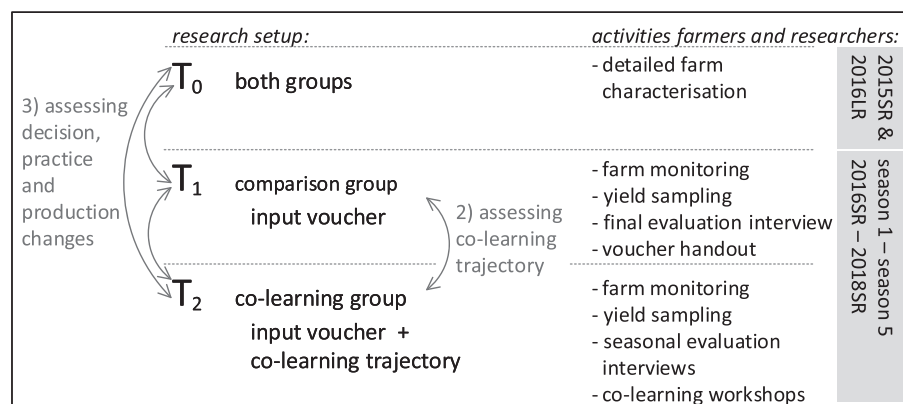 research setup:
activities farmers and researchers:
T0
both groups
- detailed farm
characterisation
2015SR &
2016LR
3) assessing
decision,
practice
and
production
changes
T1
comparison group
input voucher
- farm monitoring
- yield sampling
- final evaluation interview
- voucher handout
2) assessing
co-learning
trajectory
season 1 – season 5
2016SR – 2018SR
T2
co-learning group
input voucher +
co-learning trajectory
- farm monitoring
- yield sampling
- seasonal evaluation
interviews
- co-learning workshops